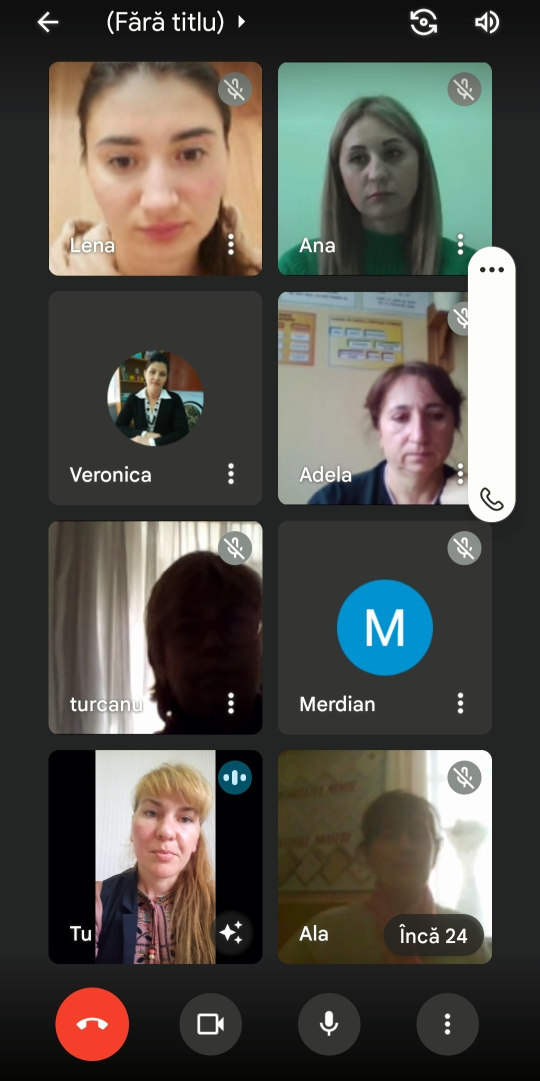 (Fără titlu)
Lena
Ana
Veronica
Adela
turcanu
M
Merdian
Tu
Ala
Încă 24